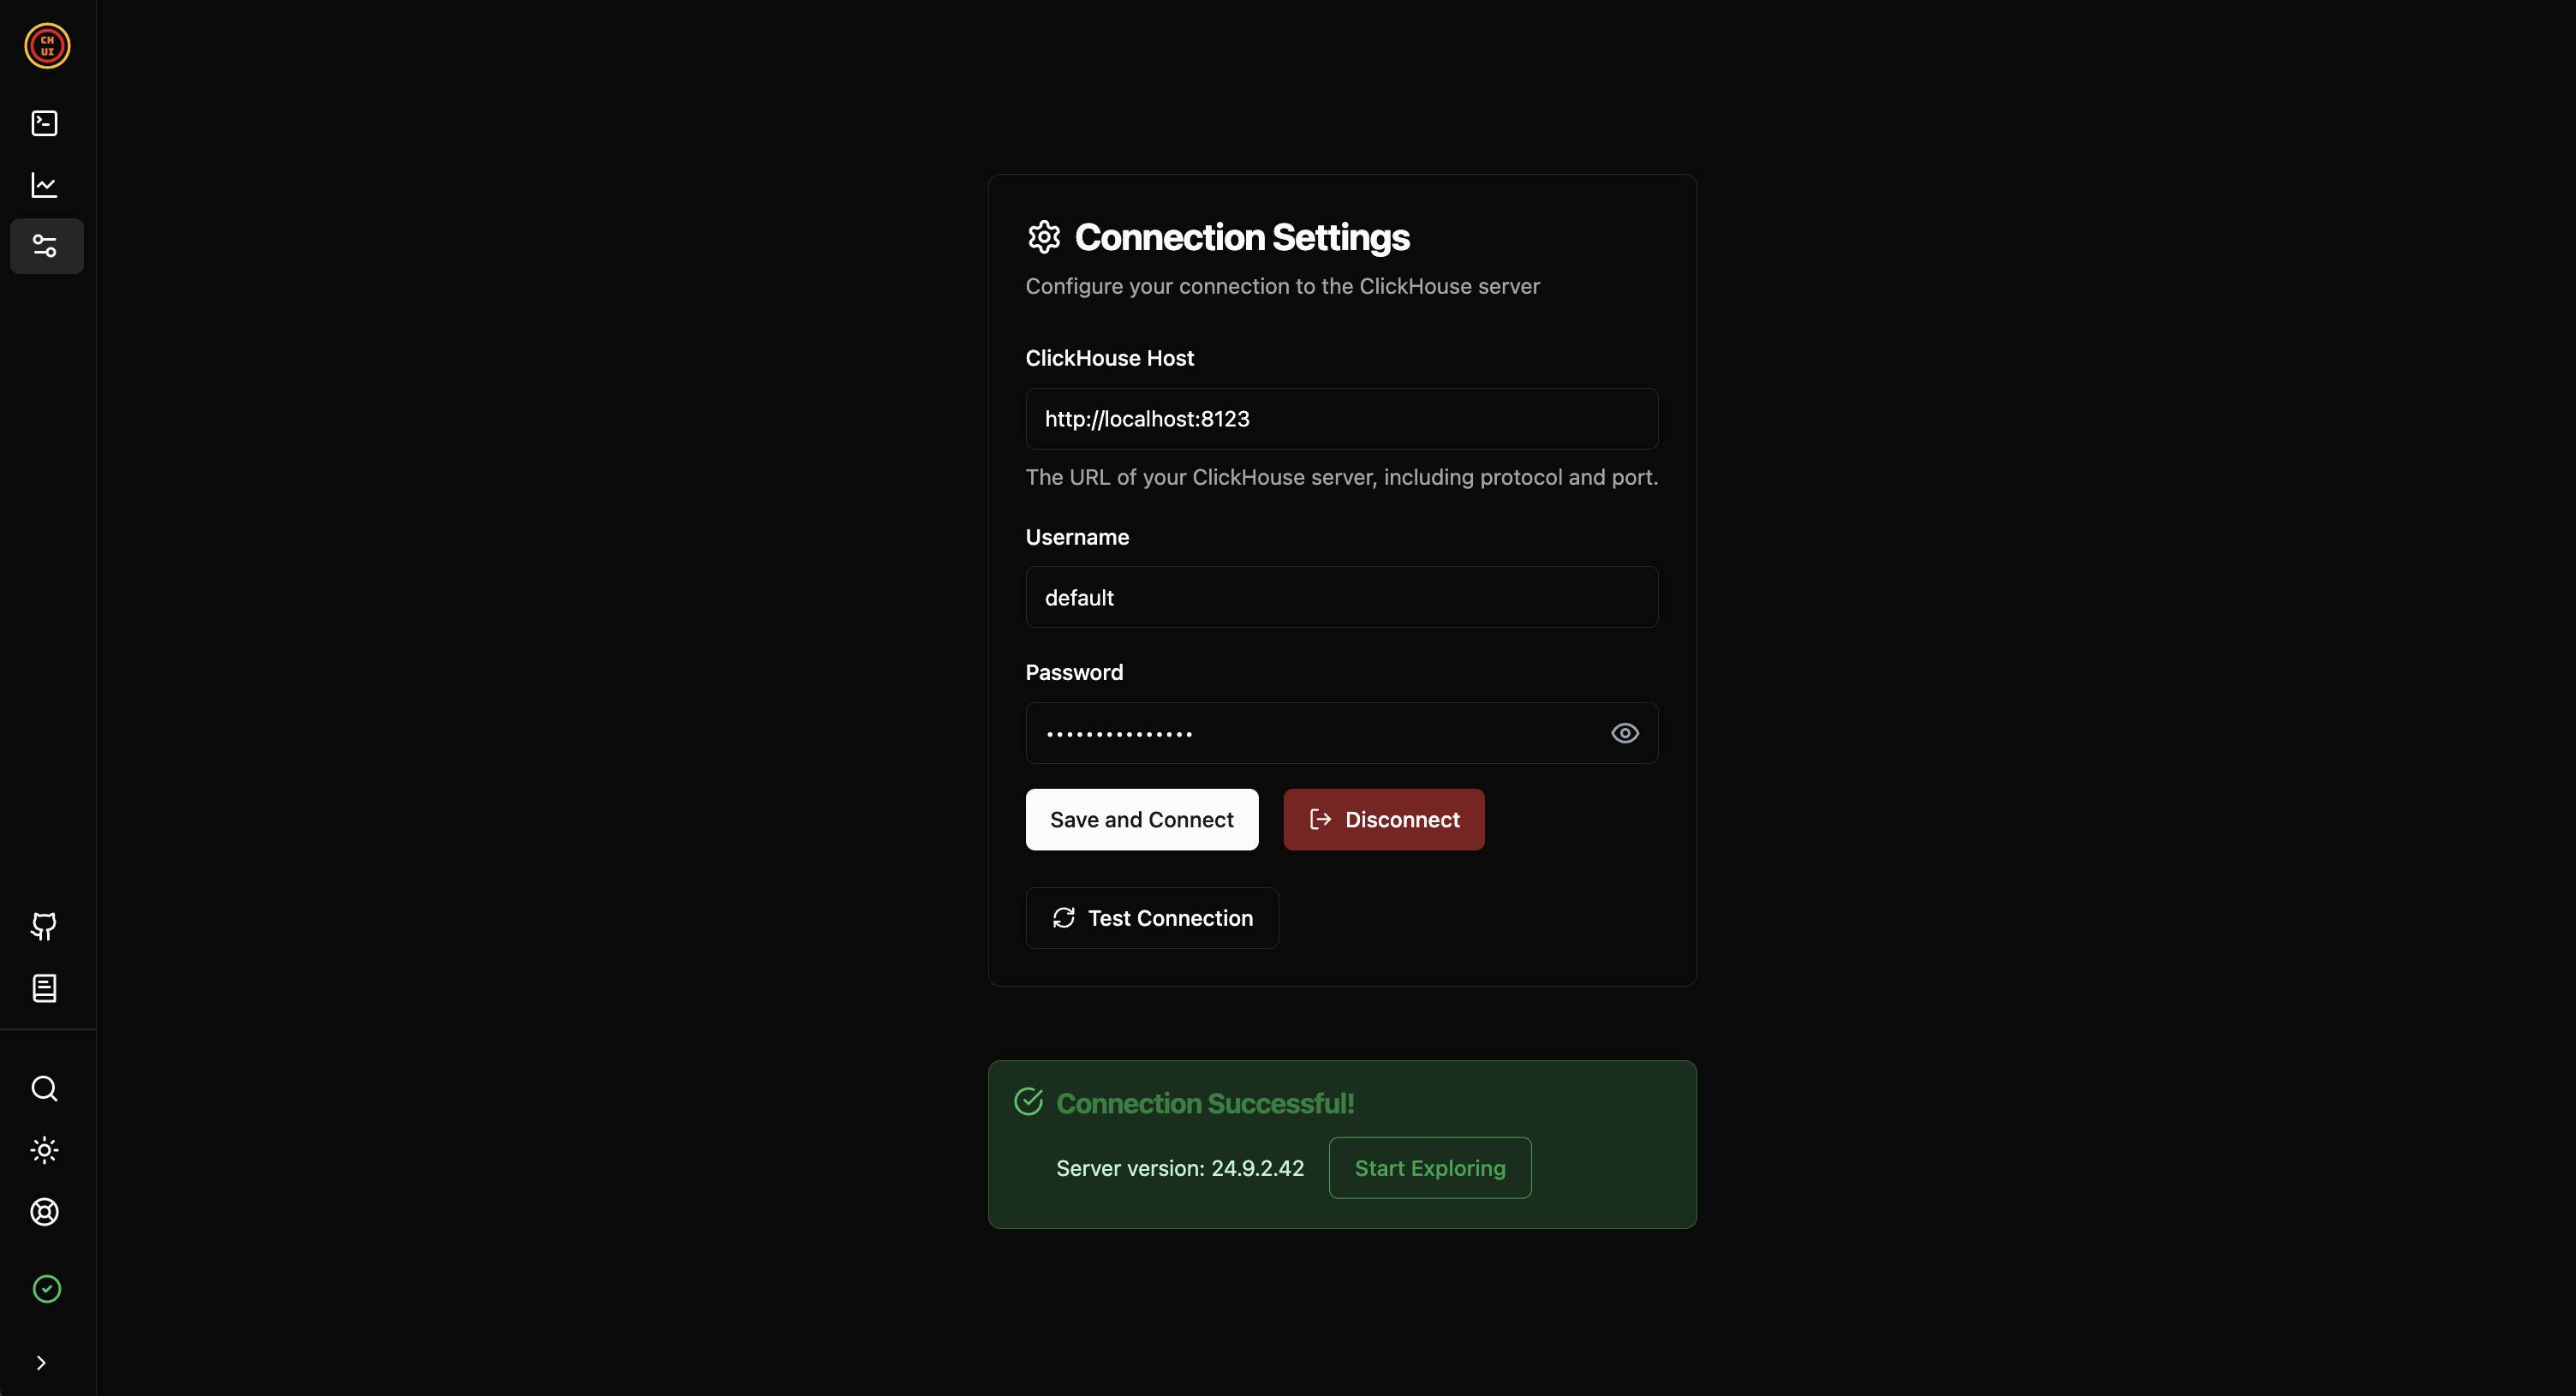 CH
UI
Connection Settings
Configure your connection to the ClickHouse server
ClickHouse Host
http://localhost:8123
The URL of your ClickHouse server, including protocol and port.
Username
default
Password
•••••••••••••••
Save and Connect
Disconnect
Test Connection
Connection Successful!
Server version: 24.9.2.42
Start Exploring